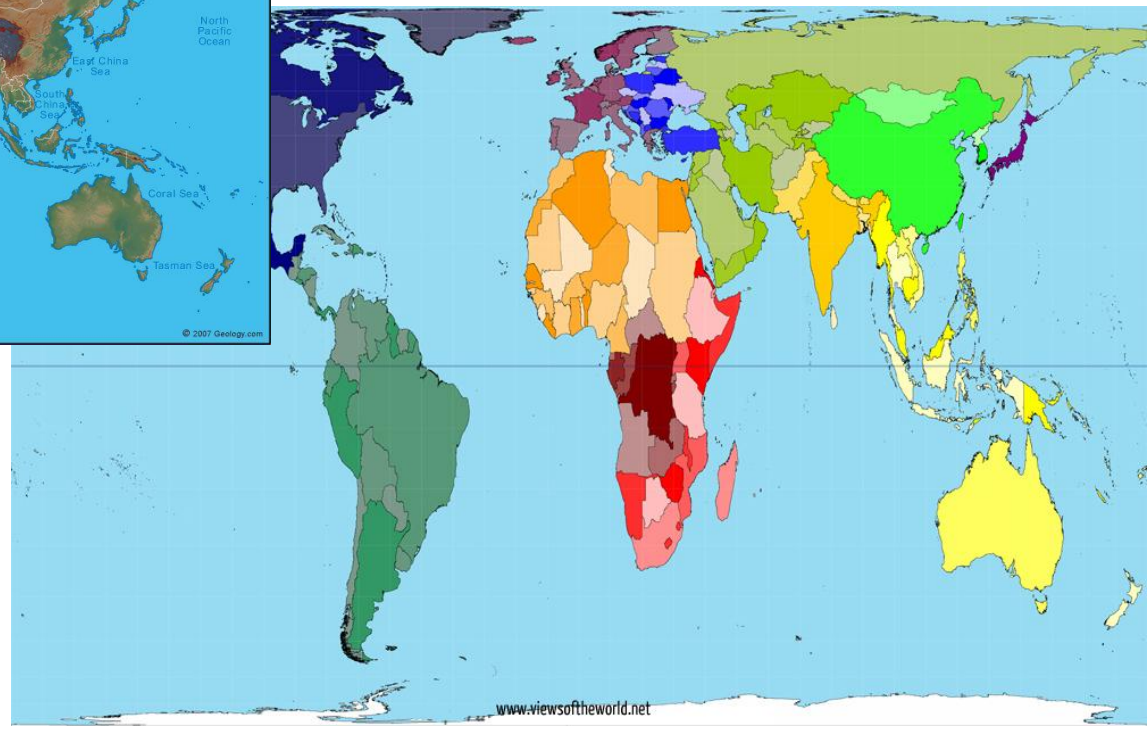 North
Pacific
Ocean
East China
Sea
South
China
Sea
Coral Sea
Tasman Sea
© 2007 Geology.com
www.viewsoftheworld.net